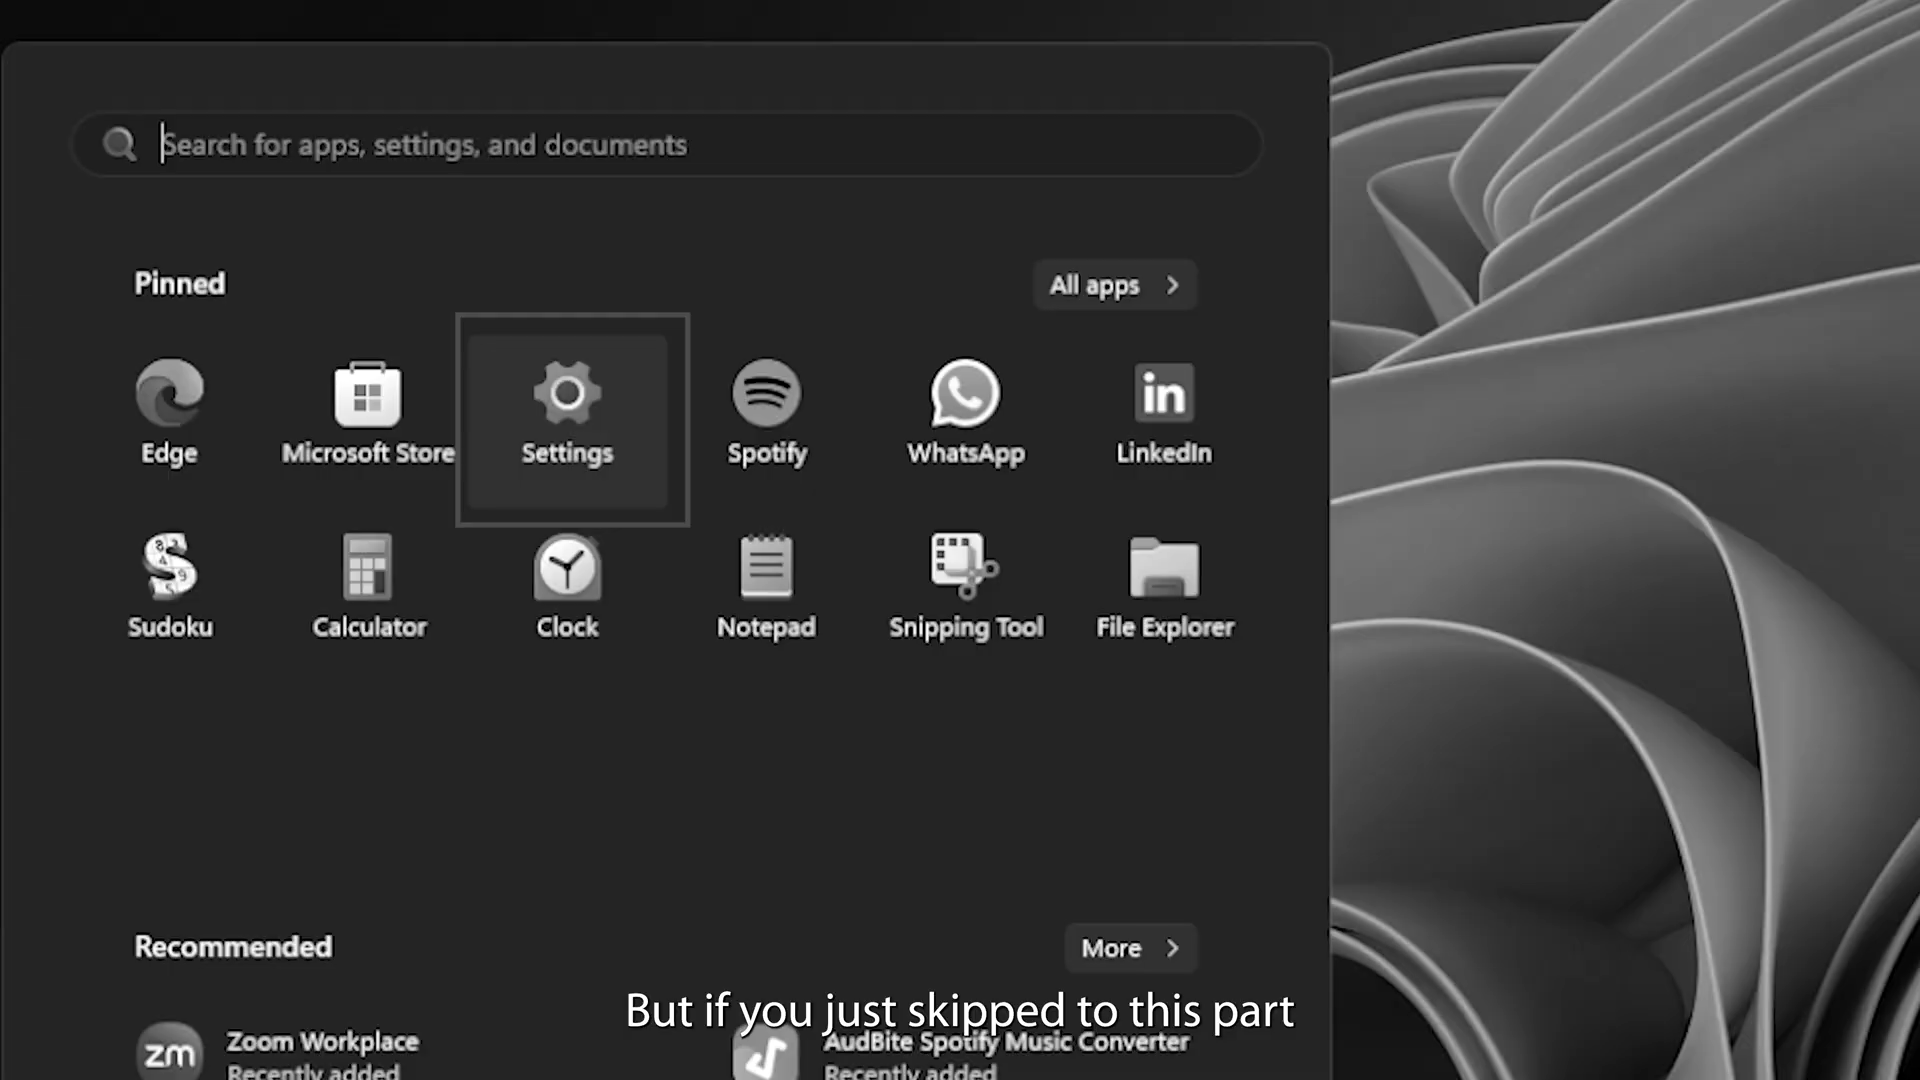 Search for apps, settings, and documents
Pinned
All apps
Edge
Microsoft Store
Settings
Spotify
WhatsApp
in
LinkedIn
Sudoku
Calculator
Clock
Notepad
Snipping Tool
File Explorer
Recommended
More
But if you just skipped to this part
zm
Zoom Workplace
Recently added
AudBite Spotify Music Converter
Recently added